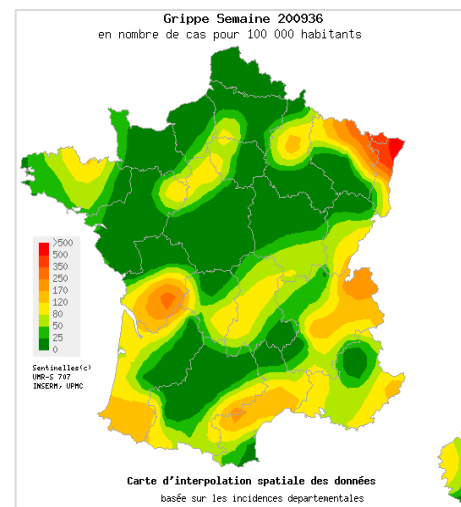 Grippe Semaine 200936
en nombre de cas pour 100 000 habitants
>500
500
350
250
170
120
80
50
25
0
Sentinelles(c)
UMR-S 707
INSERM, UPMC
Carte d'interpolation spatiale des données
basée sur les incidences departementales